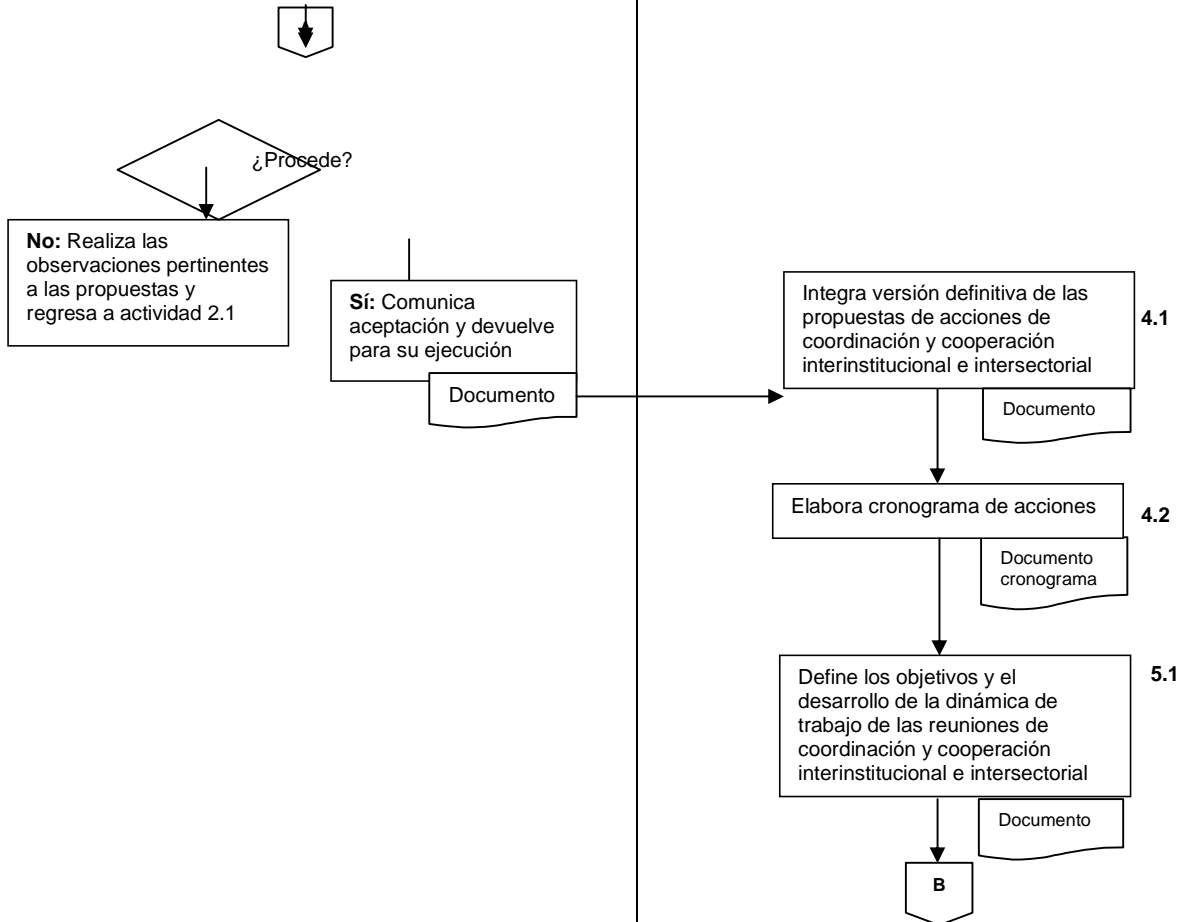 ¿Procede?
No: Realiza las
observaciones pertinentes
a las propuestas y
regresa a actividad 2.1
Sí: Comunica
aceptación y devuelve
para su ejecución
Documento
Integra versión definitiva de las
propuestas de acciones de
coordinación y cooperación
interinstitucional e intersectorial
4.1
Documento
Elabora cronograma de acciones
4.2
Documento
cronograma
Define los objetivos y el
desarrollo de la dinámica de
trabajo de las reuniones de
coordinación y cooperación
interinstitucional e intersectorial
5.1
Documento
B